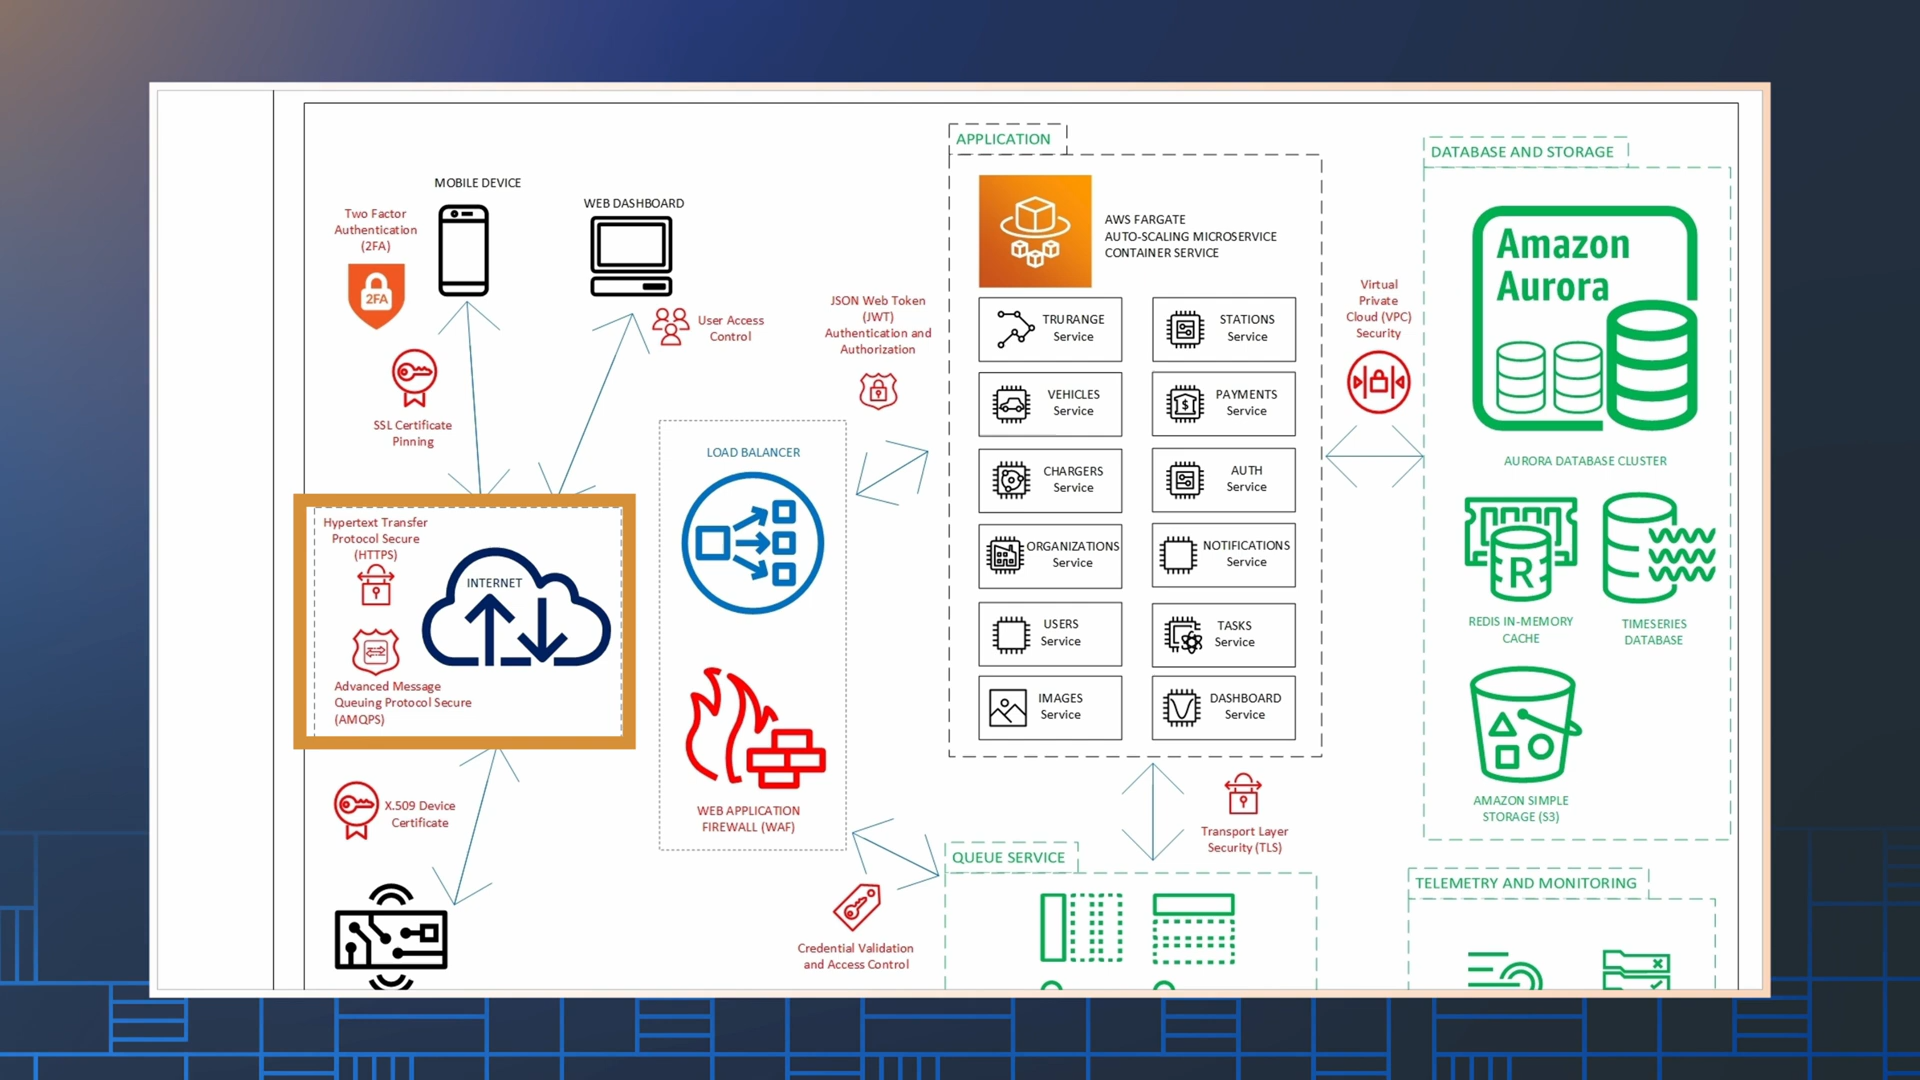 MOBILE DEVICE
WEB DASHBOARD
Two Factor
Authentication
(2FA)
2FA
User Access
Control
SSL Certificate
Pinning
Hypertext Transfer
Protocol Secure
(HTTPS)
INTERNET
Advanced Message
Queuing Protocol Secure
(AMQPS)
X.509 Device
Certificate
LOAD BALANCER
WEB APPLICATION
FIREWALL (WAF)
JSON Web Token
(JWT)
Authentication and
Authorization
Credential Validation
and Access Control
APPLICATION
AWS FARGATE
AUTO-SCALING MICROSERVICE
CONTAINER SERVICE
TRURANGE
Service
STATIONS
Service
VEHICLES
Service
PAYMENTS
Service
CHARGERS
Service
AUTH
Service
ORGANIZATIONS
Service
NOTIFICATIONS
Service
USERS
Service
TASKS
Service
IMAGES
Service
DASHBOARD
Service
Transport Layer
Security (TLS)
QUEUE SERVICE
Virtual
Private
Cloud (VPC)
Security
DATABASE AND STORAGE
Amazon
Aurora
AURORA DATABASE CLUSTER
R
REDIS IN-MEMORY
CACHE
TIMESERIES
DATABASE
AMAZON SIMPLE
STORAGE (S3)
TELEMETRY AND MONITORING